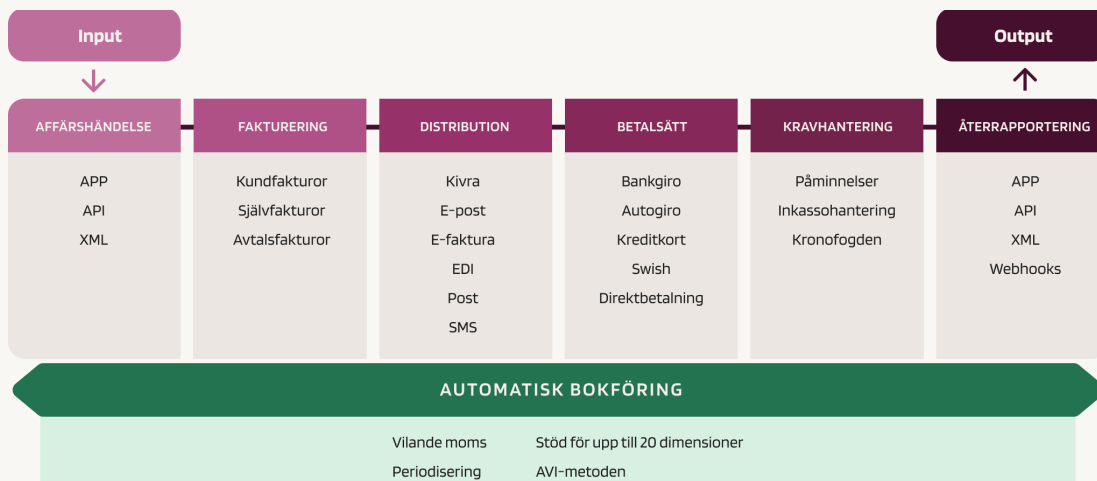 Input
Output
AFFÄRSHÄNDELSE
APP
API
XML
FAKTURERING
Kundfakturor
Självfakturor
Avtalsfakturor
DISTRIBUTION
Kivra
E-post
E-faktura
EDI
Post
SMS
BETALSÄTT
Bankgiro
Autogiro
Kreditkort
Swish
Direktbetalning
KRAVHANTERING
Påminnelser
Inkassohantering
Kronofogden
ÅTERRAPPORTERING
APP
API
XML
Webhooks
AUTOMATISK BOKFÖRING
Vilande moms
Periodisering
Stöd för upp till 20 dimensioner
AVI-metoden